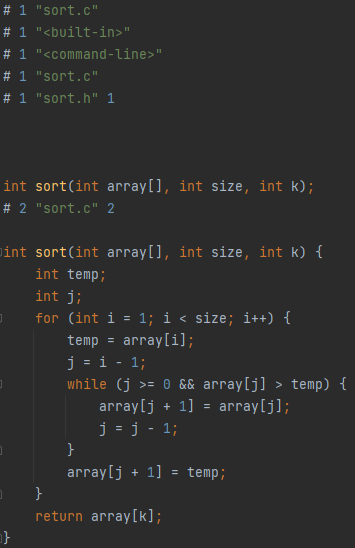 # 1 "sort.c"
# 1 "<built-in>"
# 1 "<command-line>"
# 1 "sort.c"
# 1 "sort.h" 1
int sort(int array[], int size, int k);
# 2 "sort.c" 2
int sort(int array[], int size, int k) {
    int temp;
    int j;
    for (int i = 1; i < size; i++) {
        temp = array[i];
        j = i - 1;
        while (j >= 0 && array[j] > temp) {
            array[j + 1] = array[j];
            j = j - 1;
        }
        array[j + 1] = temp;
    }
    return array[k];
}